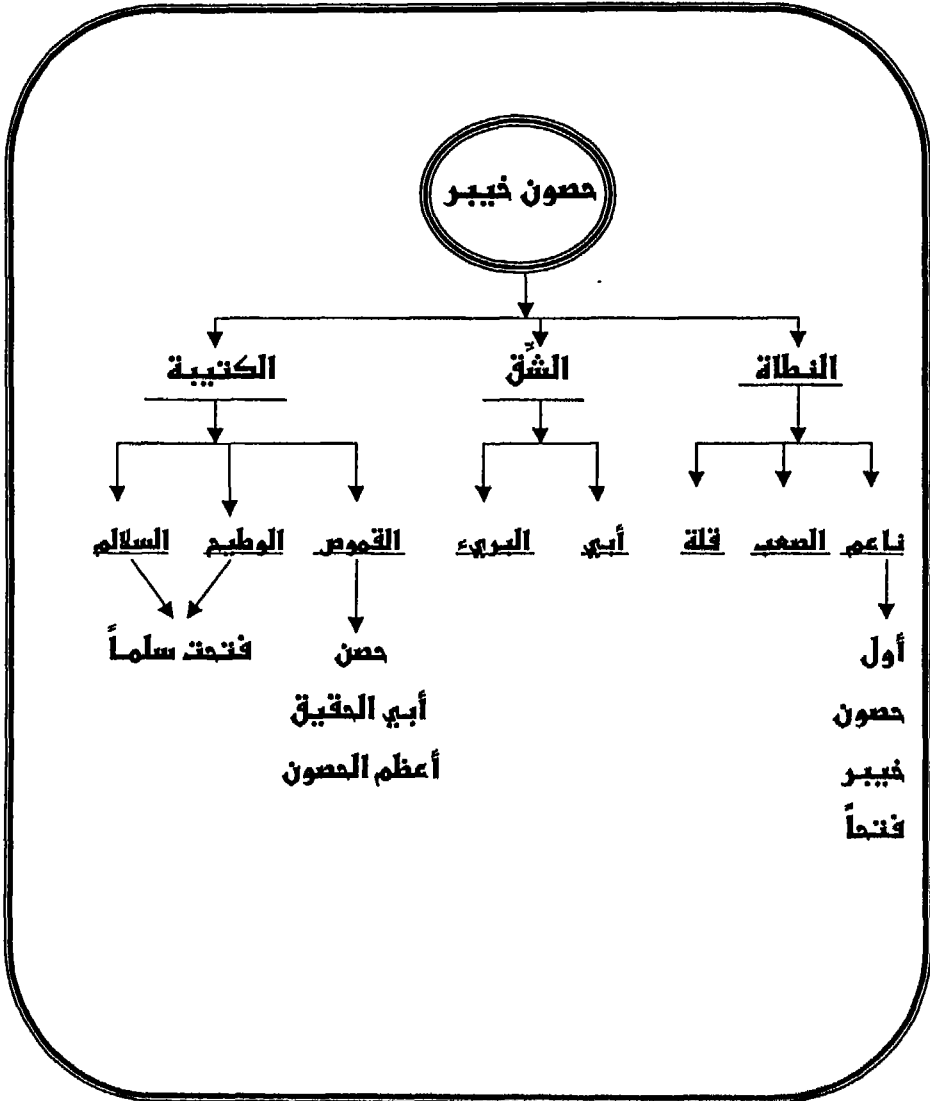 حصون خيبر
النطاة الشَّق الكتيبة
ناعم الصعب قلة أبي البريء القموص الوطيح السلالم
أول حصن فتحت سلماً
حصون أبي الحقيق
خيبر أعظم الحصون
فتحاً